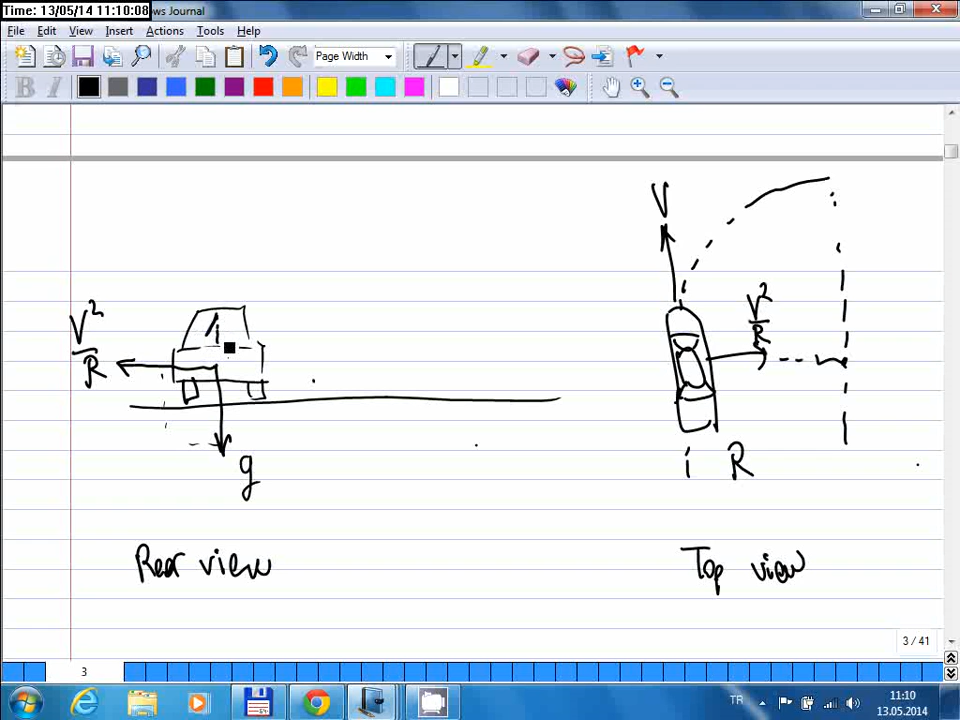 Time: 13/05/14 11:10:08
ws Journal
File Edit View Insert Actions Tools Help
Page Width
B I
V
V²
R
V²
R
g
i R
Rear view
Top view
3 / 41
3
TR
11:10
13.05.2014